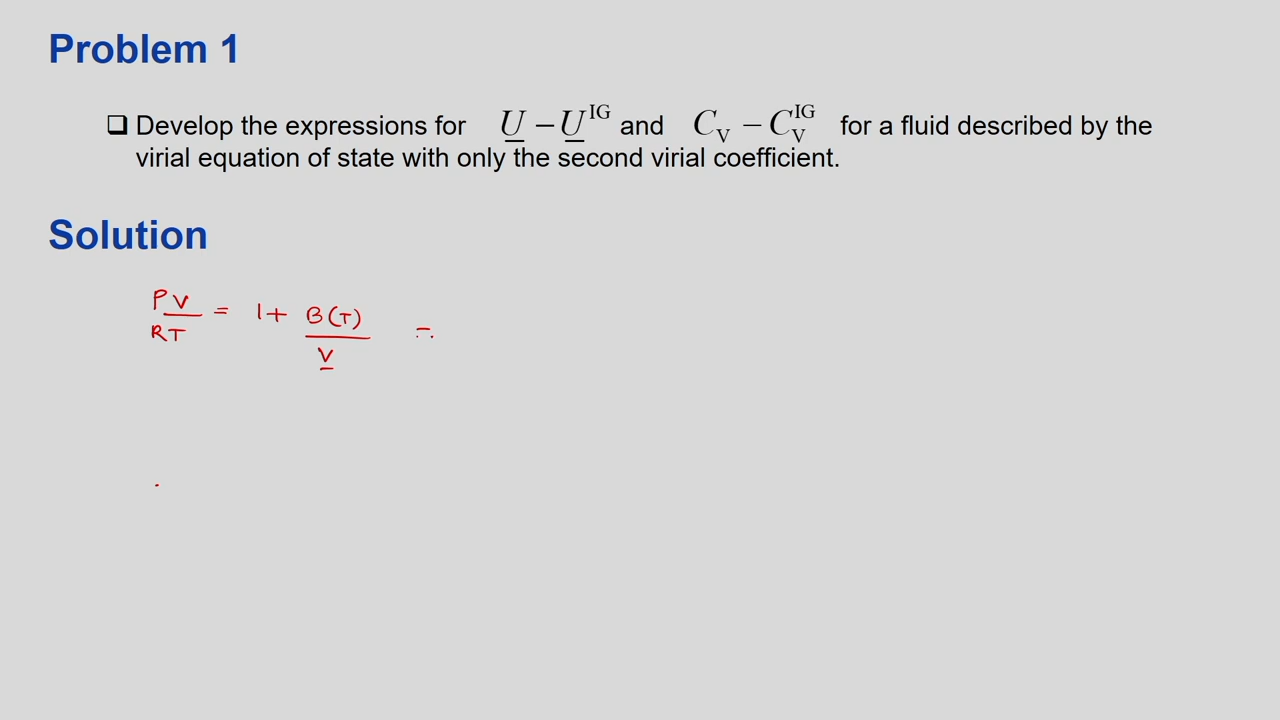 Problem 1
❑ Develop the expressions for U − U^IG and C_V − C_V^IG for a fluid described by the
virial equation of state with only the second virial coefficient.
Solution
PV/RT = 1 + B(T)/V =